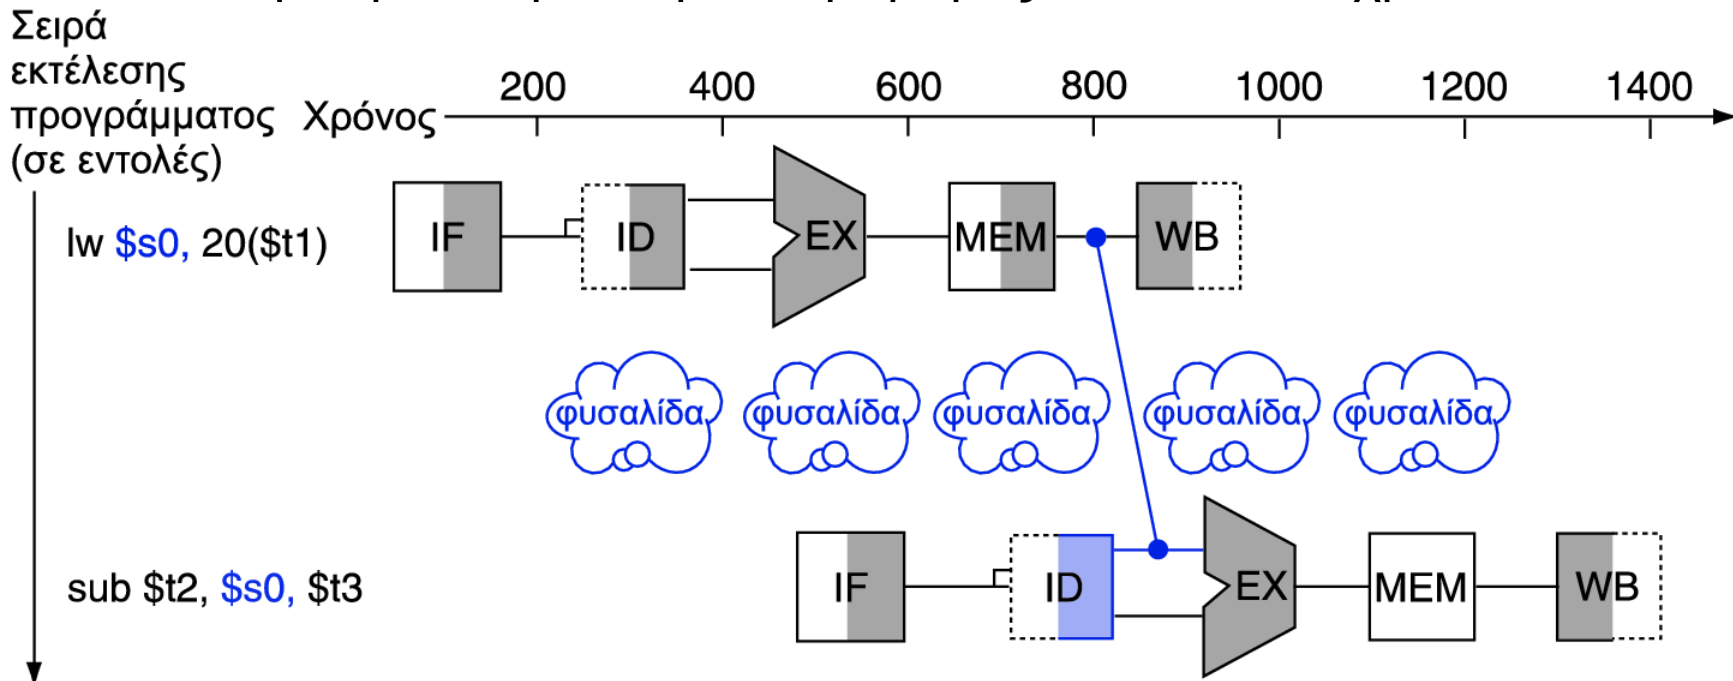 Σειρά
εκτέλεσης
προγράμματος
(σε εντολές)
Χρόνος
200 400 600 800 1000 1200 1400
lw $s0, 20($t1)
IF ID EX MEM WB
φυσαλίδα φυσαλίδα φυσαλίδα φυσαλίδα φυσαλίδα
sub $t2, $s0, $t3
IF ID EX MEM WB